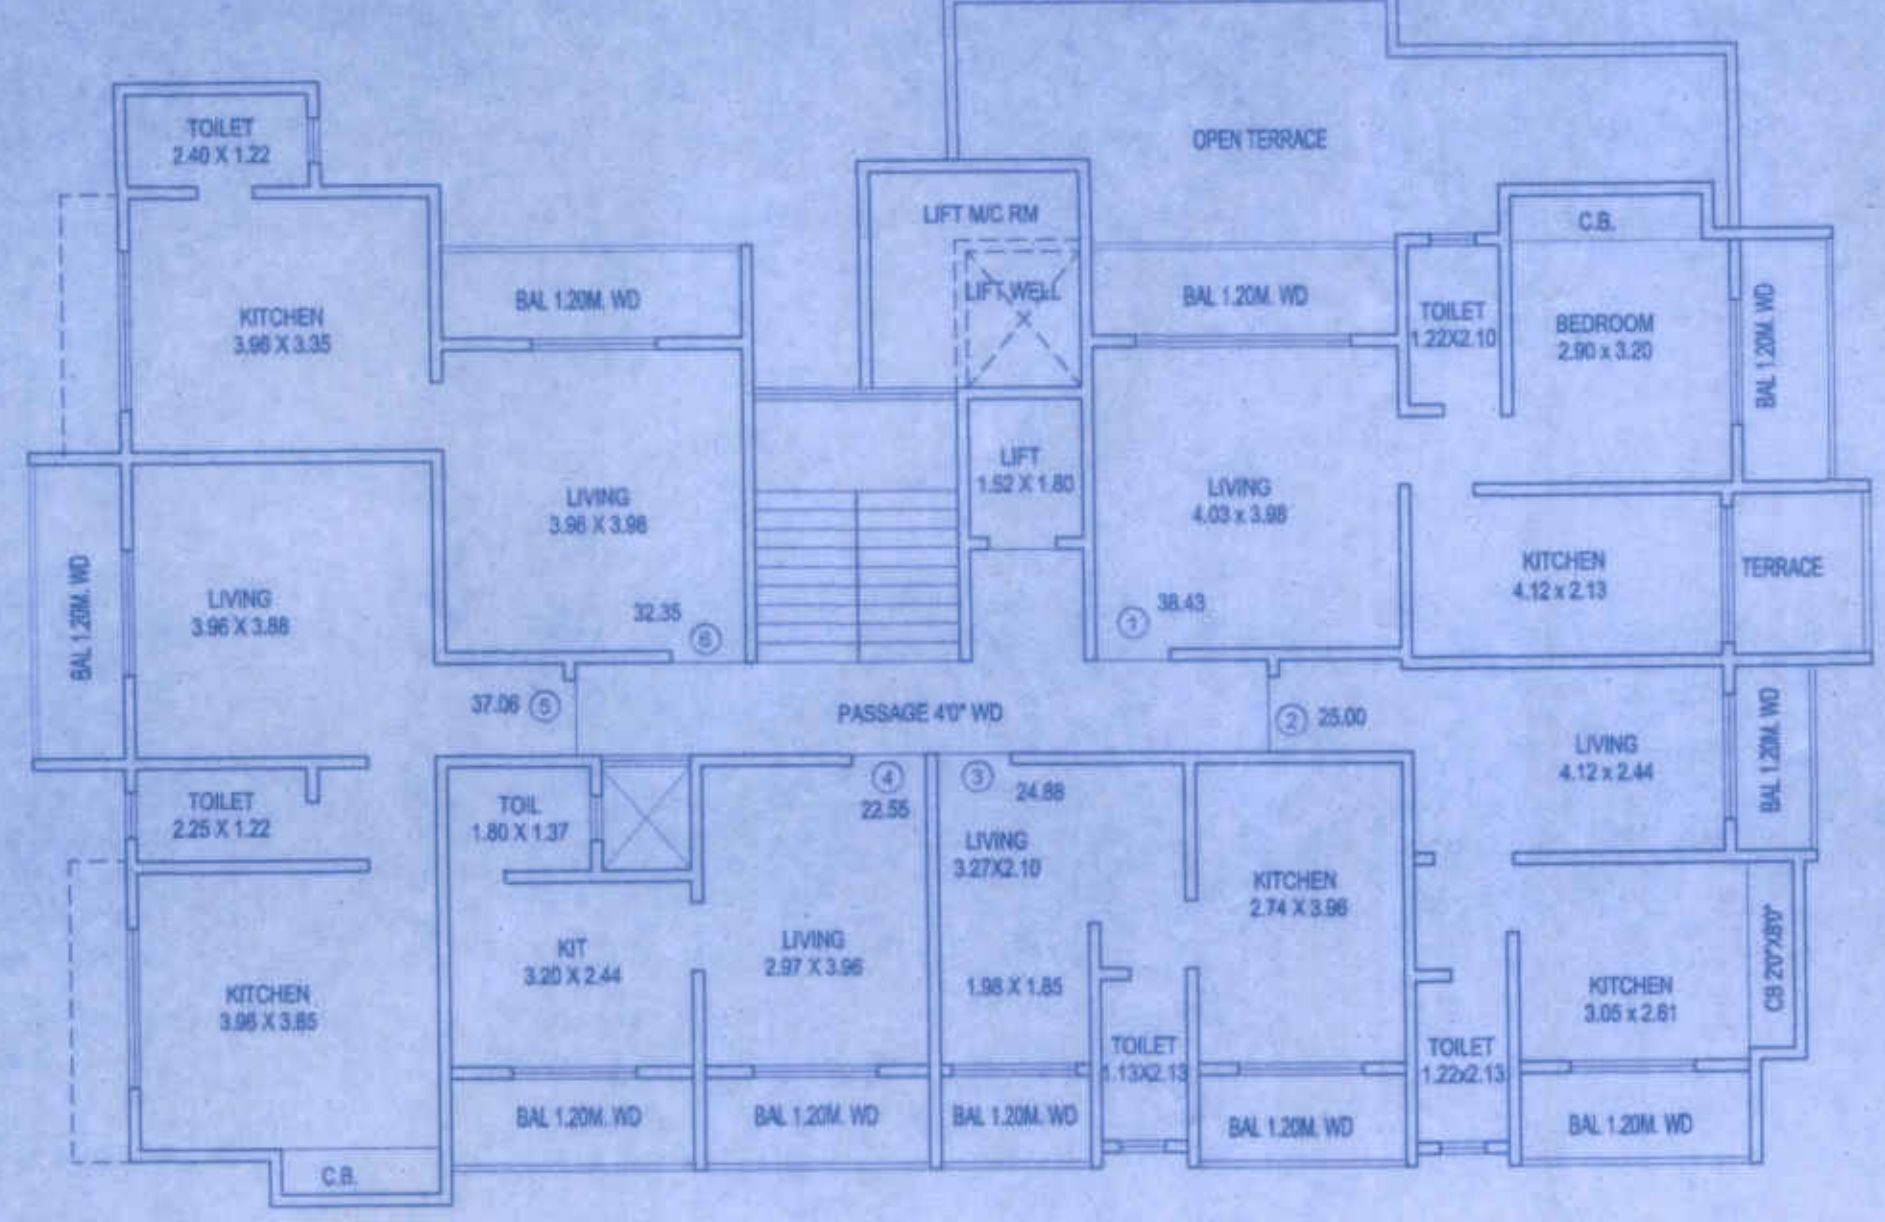 TOILET
2.40 X 1.22
OPEN TERRACE
LIFT M/C RM
C.B.
KITCHEN
3.96 X 3.35
BAL 1.20M. WD
LIFT WELL
BAL 1.20M. WD
TOILET
1.22X2.10
BEDROOM
2.90 x 3.20
BAL 1.20M. WD
LIFT
1.52 X 1.80
LIVING
3.96 X 3.96
LIVING
4.03 x 3.98
KITCHEN
4.12 x 2.13
TERRACE
BAL 1.20M. WD
LIVING
3.96 X 3.88
32.35
6
1
38.43
37.06
5
PASSAGE 4'0" WD
2
25.00
LIVING
4.12 x 2.44
BAL 1.20M. WD
TOILET
2.25 X 1.22
TOIL
1.80 X 1.37
4
22.55
3
24.88
LIVING
3.27X2.10
KITCHEN
2.74 X 3.96
KIT
3.20 X 2.44
LIVING
2.97 X 3.96
1.98 X 1.85
KITCHEN
3.05 x 2.81
CB 2'0"X8'0"
KITCHEN
3.96 X 3.85
TOILET
1.13X2.13
TOILET
1.22x2.13
BAL 1.20M. WD
BAL 1.20M. WD
BAL 1.20M. WD
BAL 1.20M. WD
BAL 1.20M. WD
C.B.